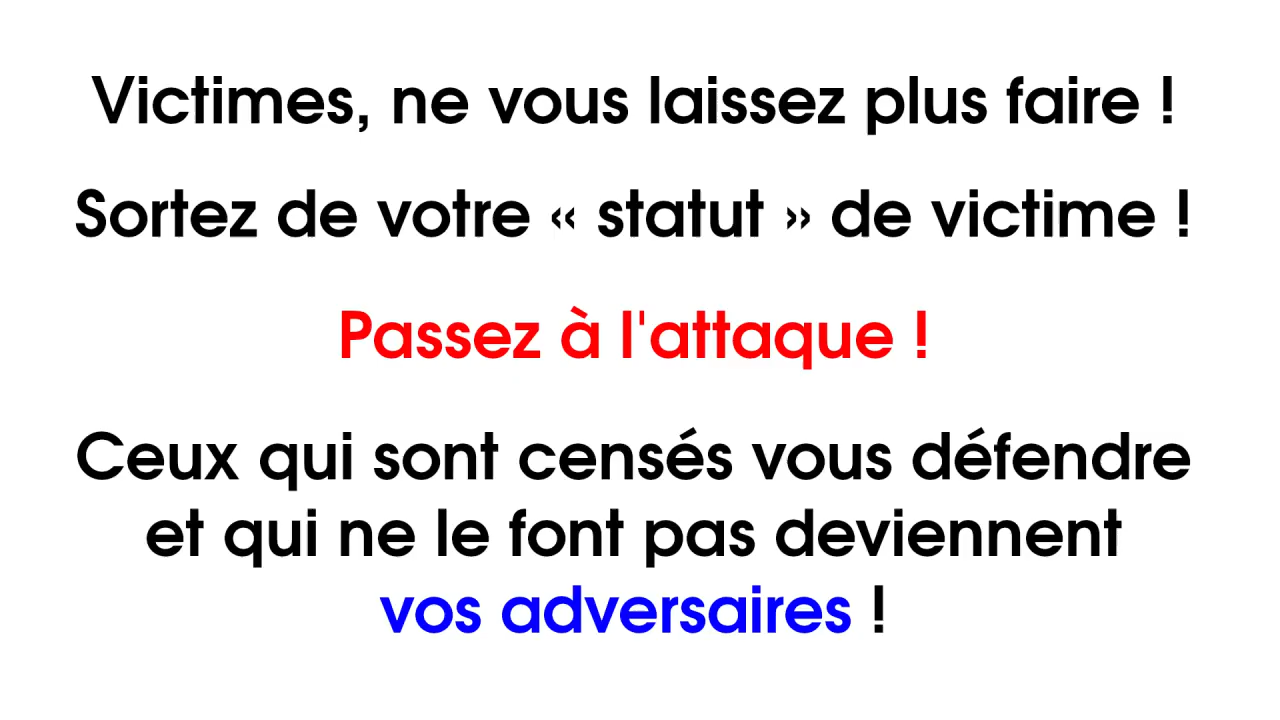 Victimes, ne vous laissez plus faire !
Sortez de votre « statut » de victime !
Passez à l'attaque !
Ceux qui sont censés vous défendre
et qui ne le font pas deviennent
vos adversaires !